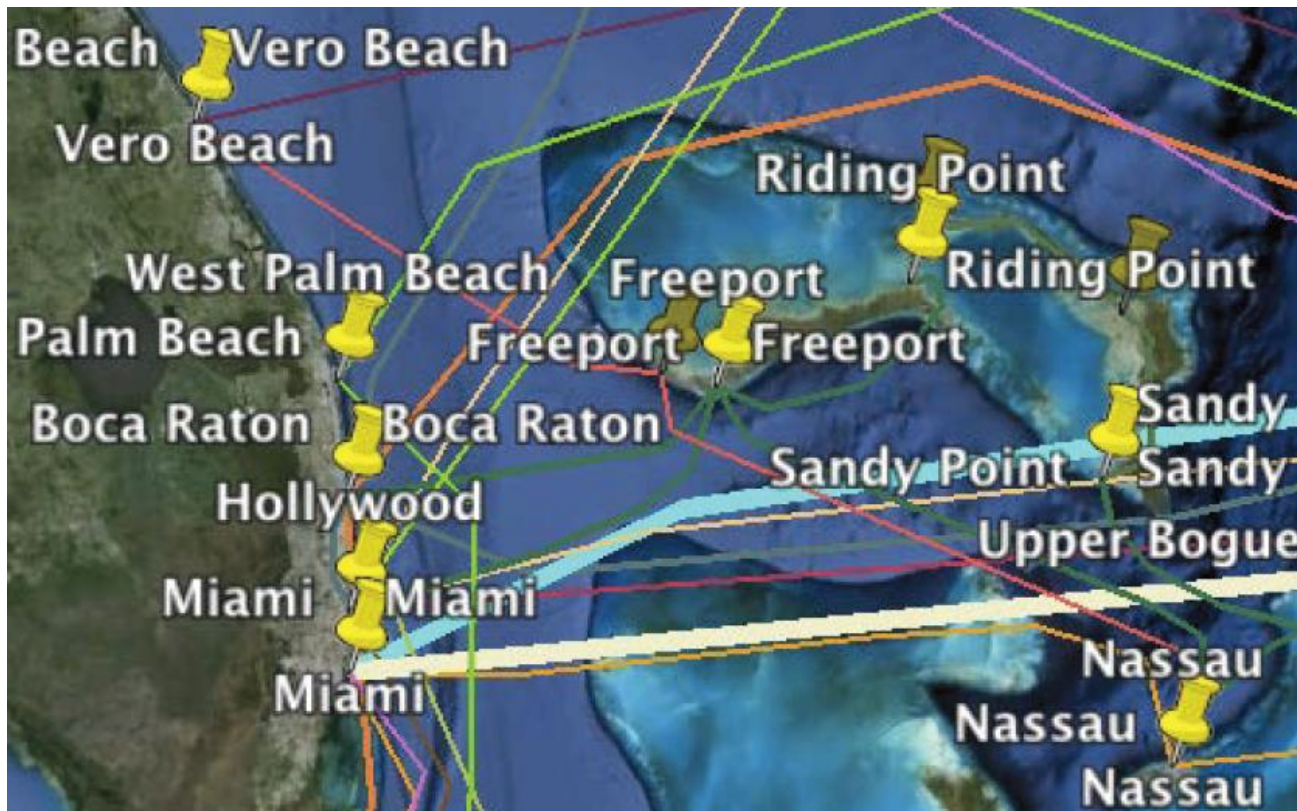 Beach Vero Beach
Vero Beach
Riding Point
West Palm Beach Freeport Riding Point
Palm Beach Freeport Freeport
Boca Raton Boca Raton Sandy
Sandy Point Sandy
Hollywood
Upper Bogue
Miami Miami
Nassau
Miami
Nassau
Nassau